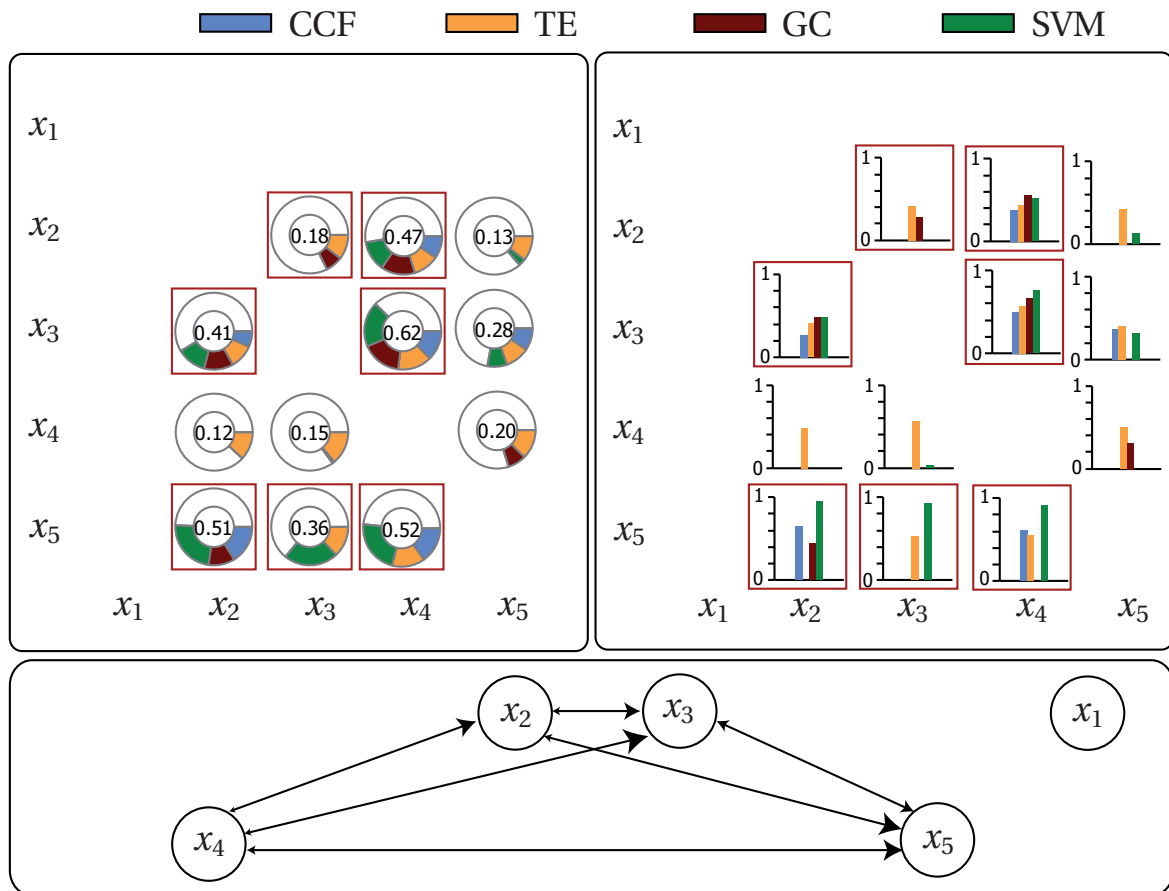 CCF TE GC SVM
x1
x2 0.18 0.47 0.13
x3 0.41 0.62 0.28
x4 0.12 0.15 0.20
x5 0.51 0.36 0.52
x1 x2 x3 x4 x5
x1
x2 1 0 1 0 1 0
x3 1 0 1 0 1 0
x4 1 0 1 0 1 0
x5 1 0 1 0 1 0
x1 x2 x3 x4 x5
x2 x3 x1
x4 x5